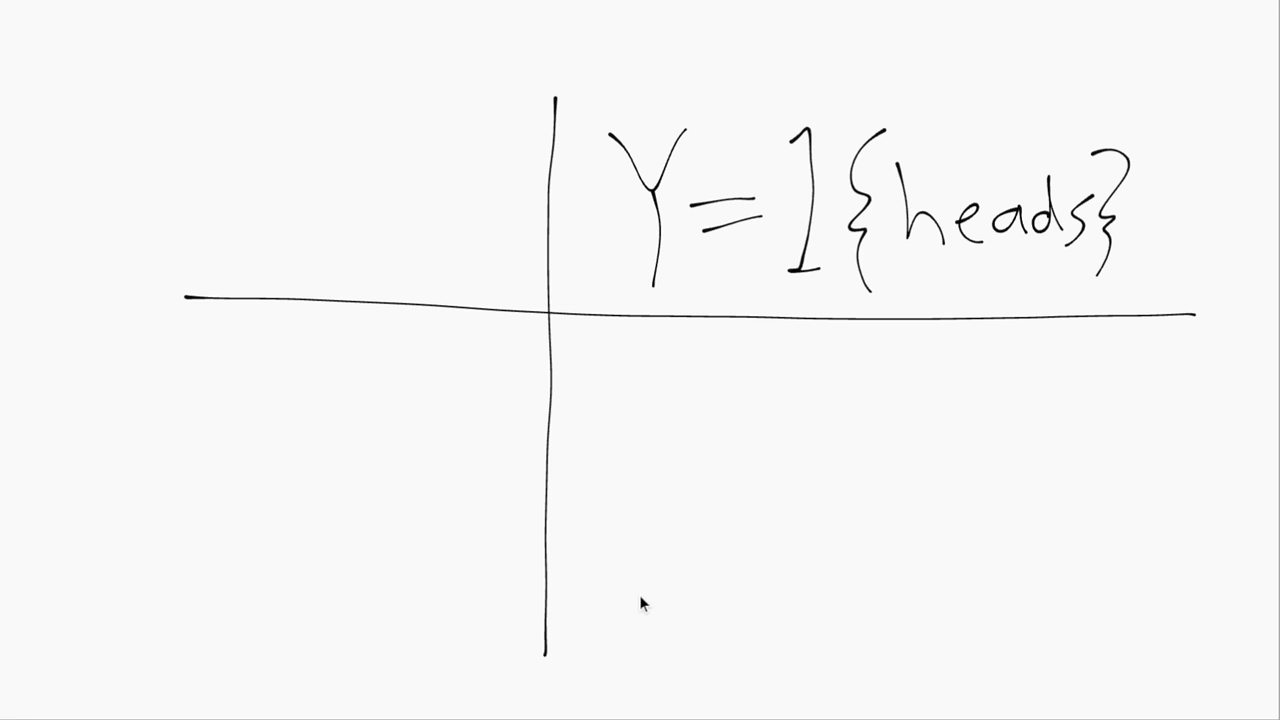 Y = 1{heads}